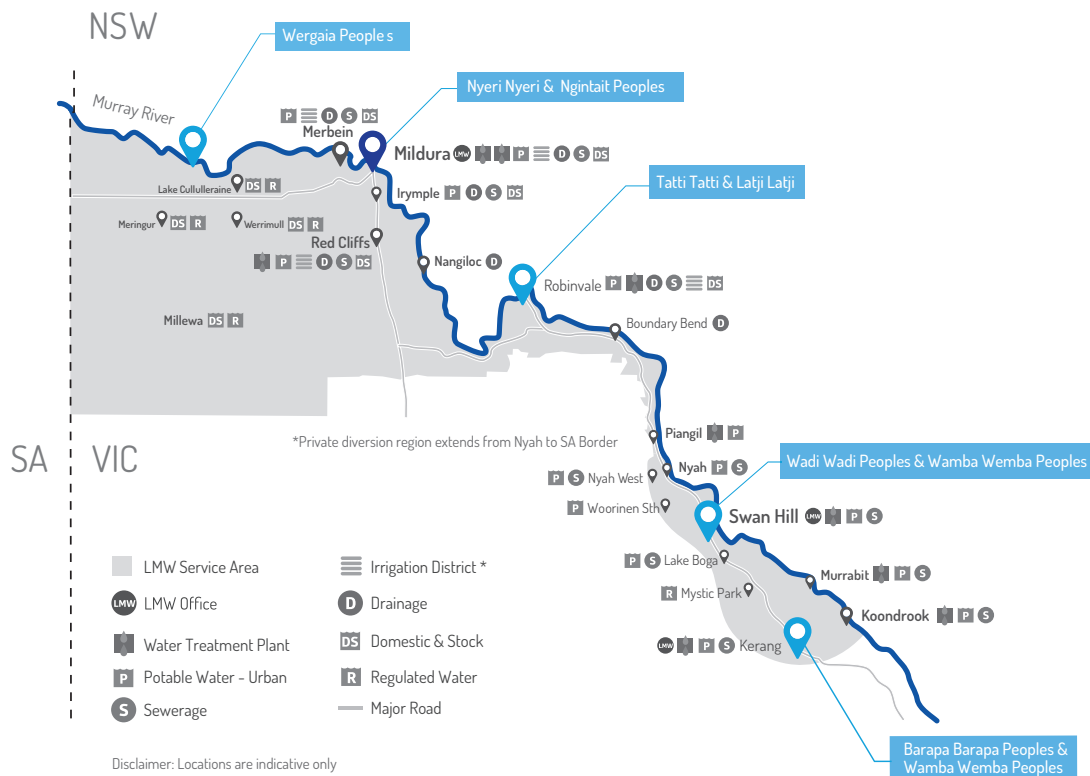 NSW
Wergaia Peoples
Nyeri Nyeri & Ngintait Peoples
Murray River
P D S DS
Merbein
Mildura LMW P D S DS
Tatti Tatti & Latji Latji
Lake Cullulleraine DS R
Irymple P D S DS
Meringur DS R
Werrimull DS R
Red Cliffs
P D S DS
Nangiloc D
Robinvale P D S DS
Millewa DS R
Boundary Bend D
*Private diversion region extends from Nyah to SA Border
Piangil P
SA
VIC
Wadi Wadi Peoples & Wamba Wemba Peoples
Nyah P S
P S Nyah West
P Woorinen Sth
Swan Hill LMW P S
P S Lake Boga
Murrabit P S
R Mystic Park
Koondrook P S
LMW P S Kerang
LMW Service Area
LMW LMW Office
Water Treatment Plant
P Potable Water - Urban
S Sewerage
Irrigation District *
D Drainage
DS Domestic & Stock
R Regulated Water
Major Road
Barapa Barapa Peoples &
Wamba Wemba Peoples
Disclaimer: Locations are indicative only